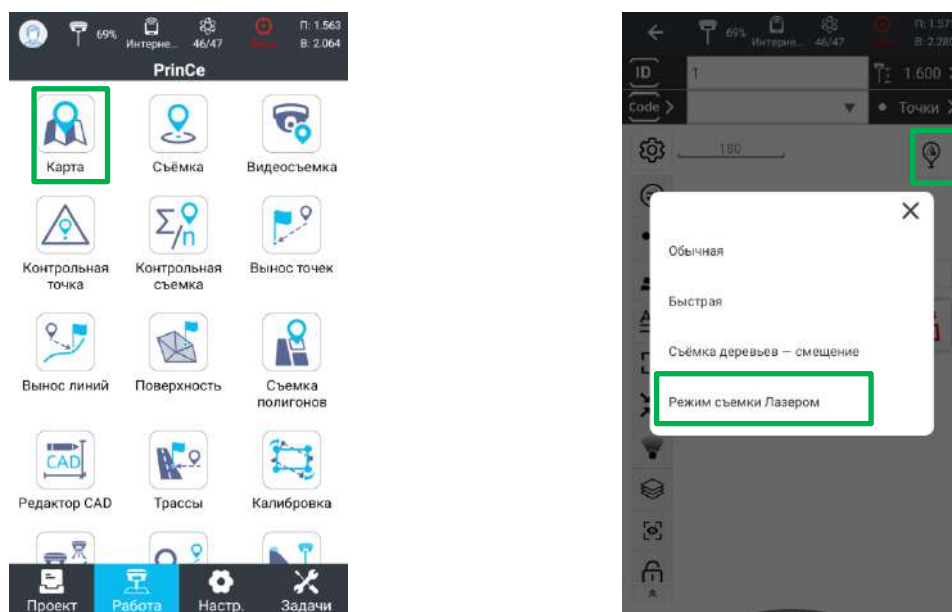 69%
Интерне...
46/47
П: 1.563
В: 2.064
PrinCe
Карта
Съёмка
Видеосъемка
Контрольная
точка
Контрольная
съемка
Вынос точек
Вынос линий
Поверхность
Съемка
полигонов
CAD
Редактор CAD
Трассы
Калибровка
Проект
Работа
Настр.
Задачи
69%
Интерне...
46/47
ID
1
1.600
Code >
Точки
180
Обычная
Быстрая
Съёмка деревьев – смещение
Режим съемки Лазером